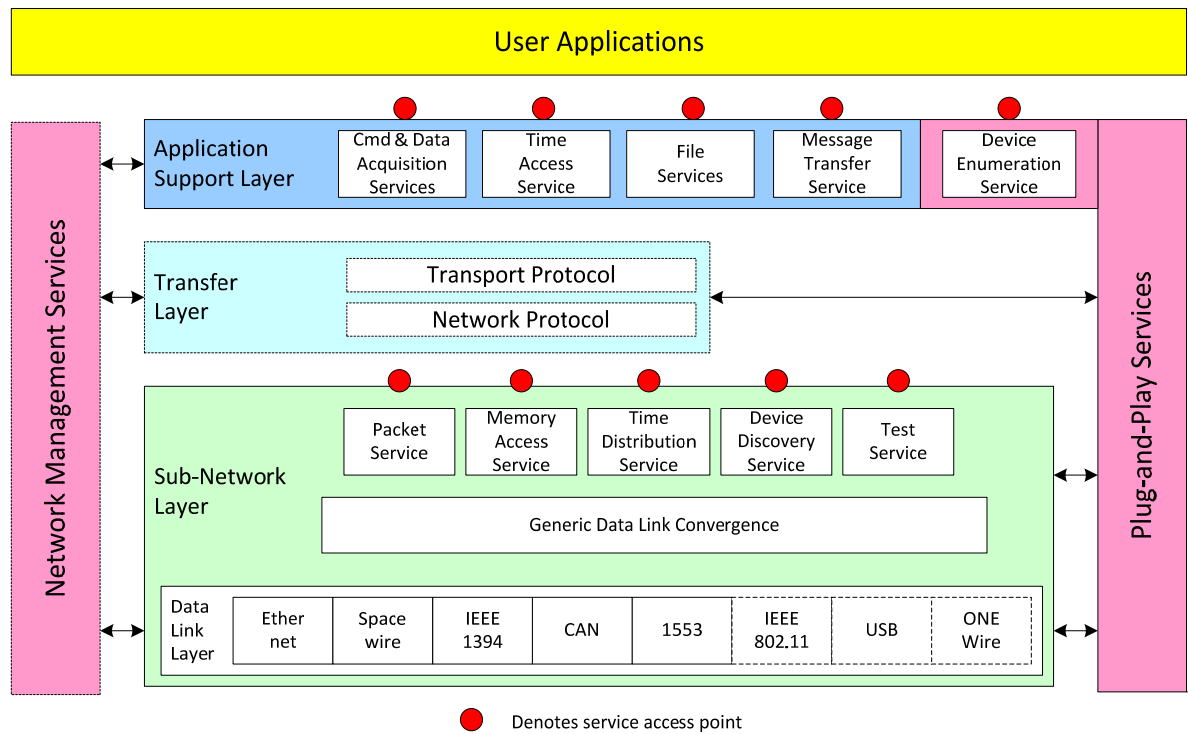 User Applications
Application
Support Layer
Cmd & Data
Acquisition
Services
Time
Access
Service
File
Services
Message
Transfer
Service
Device
Enumeration
Service
Network Management Services
Transfer
Layer
Transport Protocol
Network Protocol
Plug-and-Play Services
Sub-Network
Layer
Packet
Service
Memory
Access
Service
Time
Distribution
Service
Device
Discovery
Service
Test
Service
Generic Data Link Convergence
Data
Link
Layer
Ether
net
Space
wire
IEEE
1394
CAN
1553
IEEE
802.11
USB
ONE
Wire
Denotes service access point